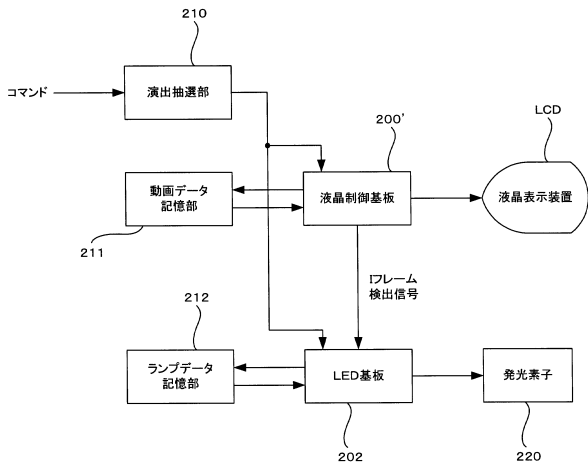 210
コマンド
演出抽選部
200'
LCD
動画データ
記憶部
液晶制御基板
液晶表示装置
211
Iフレーム
検出信号
212
ランプデータ
記憶部
LED基板
発光素子
202
220